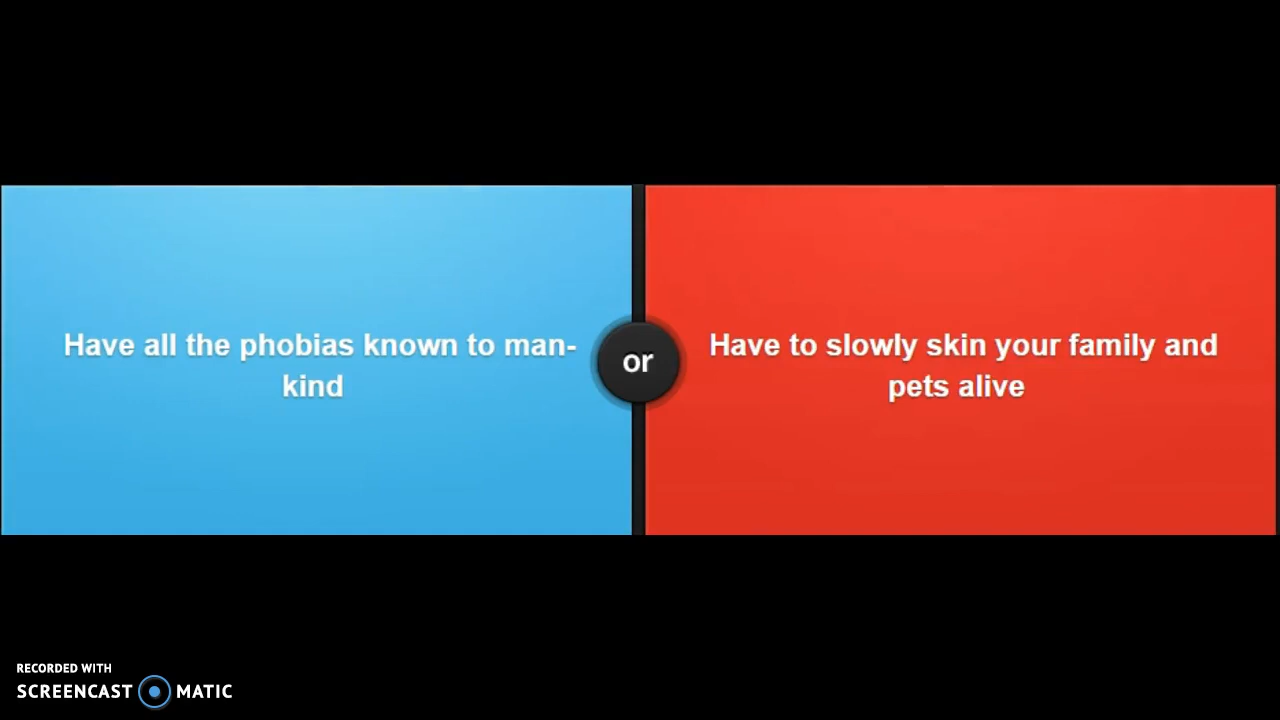 Have all the phobias known to man-
kind
or
Have to slowly skin your family and
pets alive
RECORDED WITH
SCREENCAST MATIC